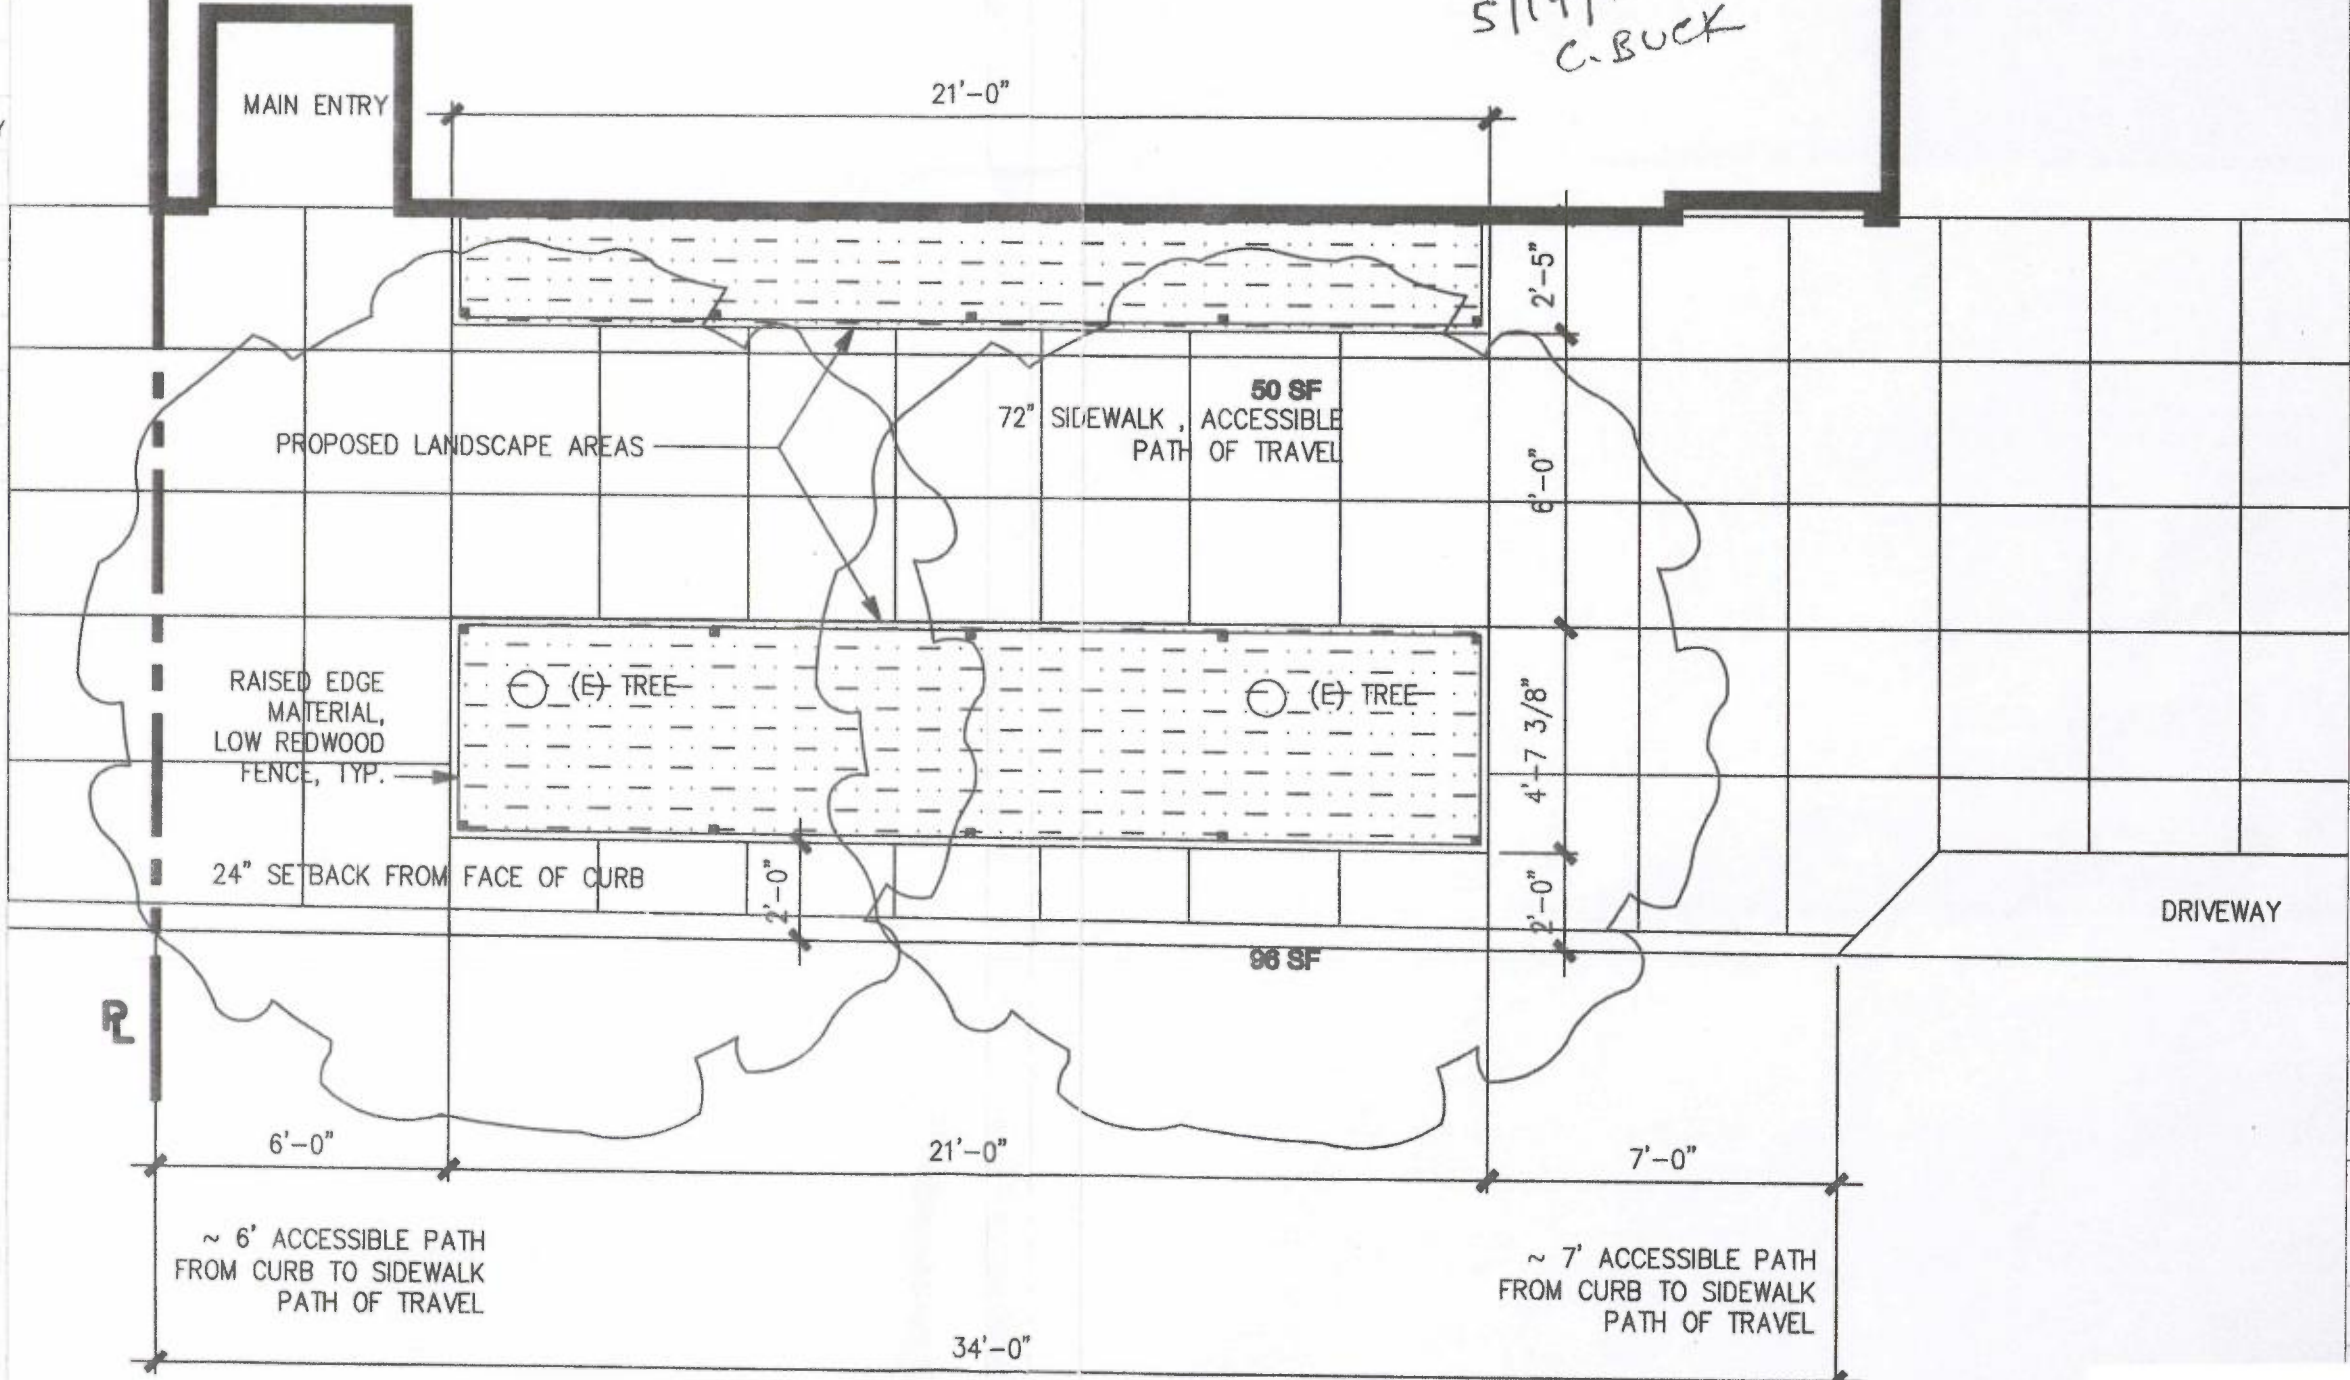 C. BUCK
MAIN ENTRY
21'-0"
2'-5"
50 SF
72" SIDEWALK , ACCESSIBLE
PATH OF TRAVEL
PROPOSED LANDSCAPE AREAS
6'-0"
RAISED EDGE
MATERIAL,
LOW REDWOOD
FENCE, TYP.
(E) TREE
(E) TREE
4'-7 3/8"
24" SETBACK FROM FACE OF CURB
2'-0"
2'-0"
DRIVEWAY
96 SF
PL
6'-0"
21'-0"
7'-0"
~ 6' ACCESSIBLE PATH
FROM CURB TO SIDEWALK
PATH OF TRAVEL
~ 7' ACCESSIBLE PATH
FROM CURB TO SIDEWALK
PATH OF TRAVEL
34'-0"